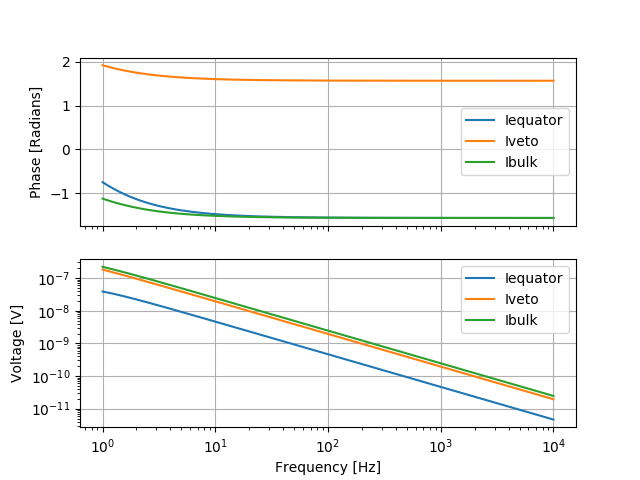 2
1
0
−1
Phase [Radians]
Iequator
Iveto
Ibulk
10⁻⁷
10⁻⁸
10⁻⁹
10⁻¹⁰
10⁻¹¹
Voltage [V]
Iequator
Iveto
Ibulk
10⁰ 10¹ 10² 10³ 10⁴
Frequency [Hz]